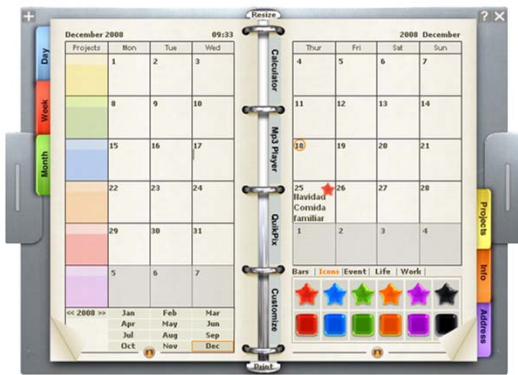 Resize
+
? ×
December 2008 09:33
2008 December
Projects Mon Tue Wed
Thur Fri Sat Sun
1 2 3
4 5 6 7
8 9 10
11 12 13 14
15 16 17
18 19 20 21
22 23 24
25 26 27 28
Navidad
Comida
familiar
29 30 31
1 2 3 4
5 6 7
<< 2008 >> Jan Feb Mar
Apr May Jun
Jul Aug Sep
Oct Nov Dec
Bars Icons Event Life Work
Day
Week
Month
Calculator
Mp3 Player
QuikPix
Customize
Projects
Info
Address
Print